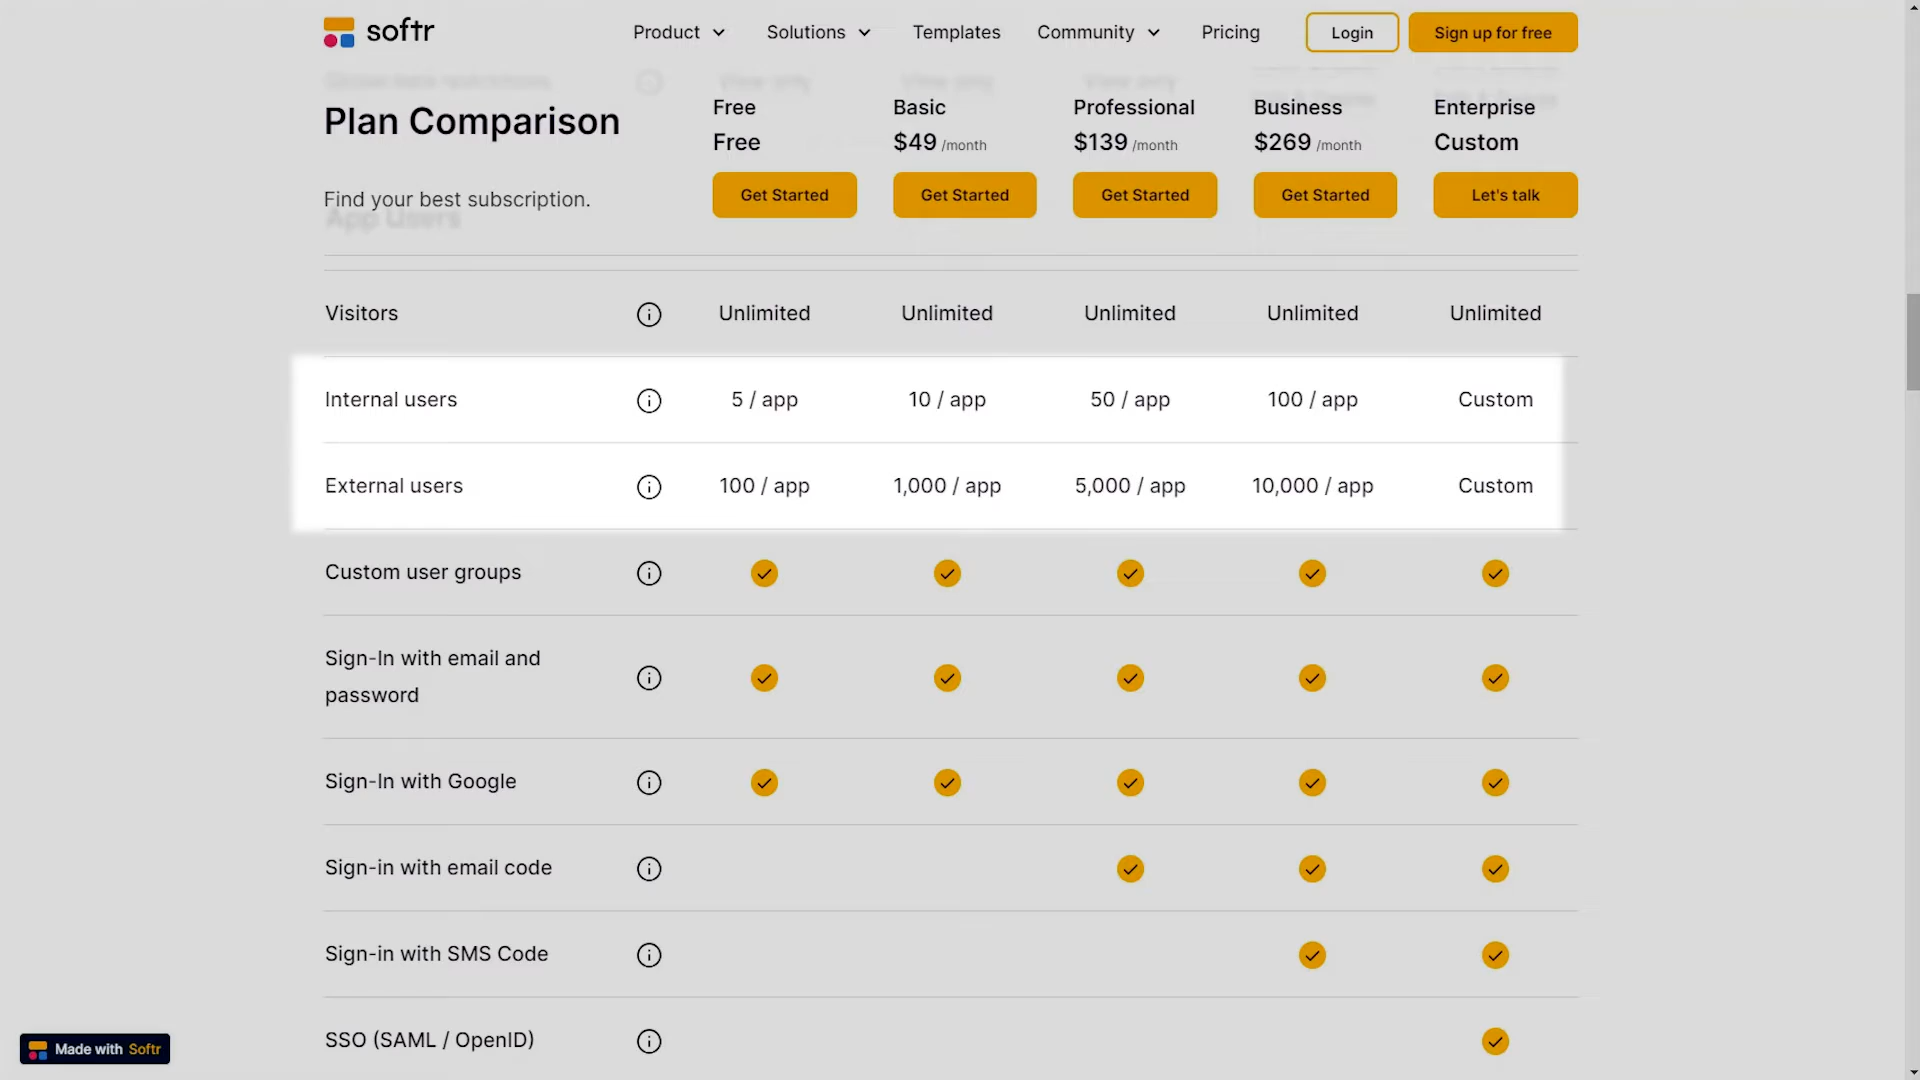 softr
Product Solutions Templates Community Pricing Login Sign up for free
Plan Comparison
Find your best subscription.
App Users
Free Basic Professional Business Enterprise
Free $49 /month $139 /month $269 /month Custom
Get Started Get Started Get Started Get Started Let's talk
Visitors Unlimited Unlimited Unlimited Unlimited Unlimited
Internal users 5 / app 10 / app 50 / app 100 / app Custom
External users 100 / app 1,000 / app 5,000 / app 10,000 / app Custom
Custom user groups
Sign-In with email and
password
Sign-In with Google
Sign-in with email code
Sign-in with SMS Code
SSO (SAML / OpenID)
Made with Softr